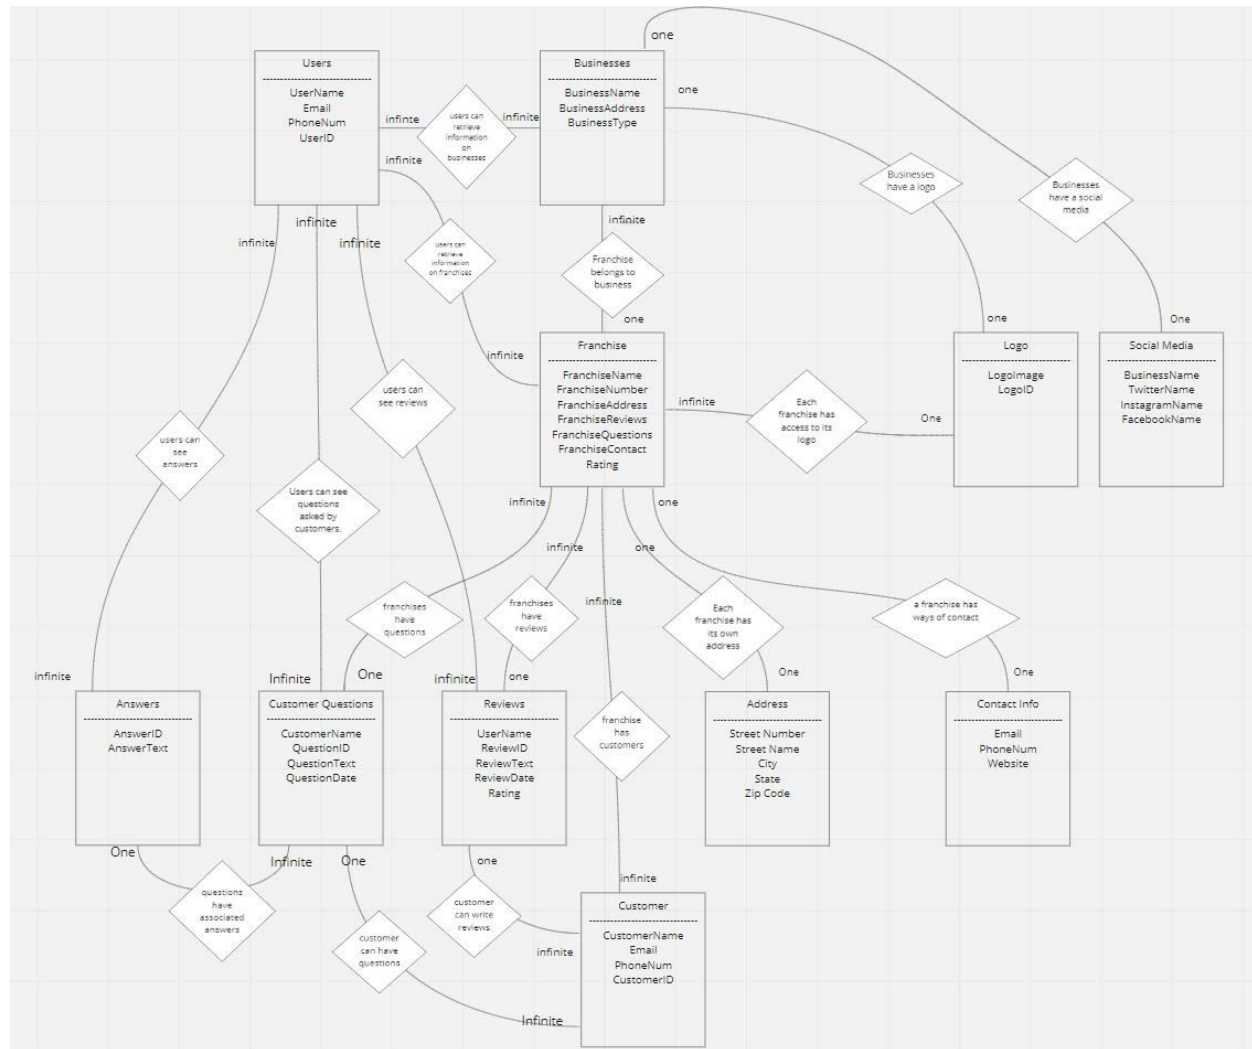 one
Users
UserName
Email
PhoneNum
UserID
Businesses
BusinessName
BusinessAddress
BusinessType
one
infinte
users can
retrieve
information
on
businesses
infinite
infinite
Businesses
have a logo
Businesses
have a social
media
infinite
infinite
infinite
infinite
users can
retrieve
information
on franchises
Franchise
belongs to
business
one
one
One
infinite
Franchise
FranchiseName
FranchiseNumber
FranchiseAddress
FranchiseReviews
FranchiseQuestions
FranchiseContact
Rating
Logo
LogoImage
LogoID
Social Media
BusinessName
TwitterName
InstagramName
FacebookName
users can
see reviews
infinite
Each
franchise has
access to its
logo
One
users can
see
answers
Users can see
questions
asked by
customers.
infinite
one
infinite
one
infinite
franchises
have
questions
franchises
have
reviews
Each
franchise has
its own
address
a franchise has
ways of contact
infinite
Infinite
One
infinite
one
One
One
Answers
AnswerID
AnswerText
Customer Questions
CustomerName
QuestionID
QuestionText
QuestionDate
Reviews
UserName
ReviewID
ReviewText
ReviewDate
Rating
franchise
has
customers
Address
Street Number
Street Name
City
State
Zip Code
Contact Info
Email
PhoneNum
Website
One
Infinite
One
one
infinite
questions
have
associated
answers
customer
can have
questions
customer
can write
reviews
infinite
Infinite
Customer
CustomerName
Email
PhoneNum
CustomerID